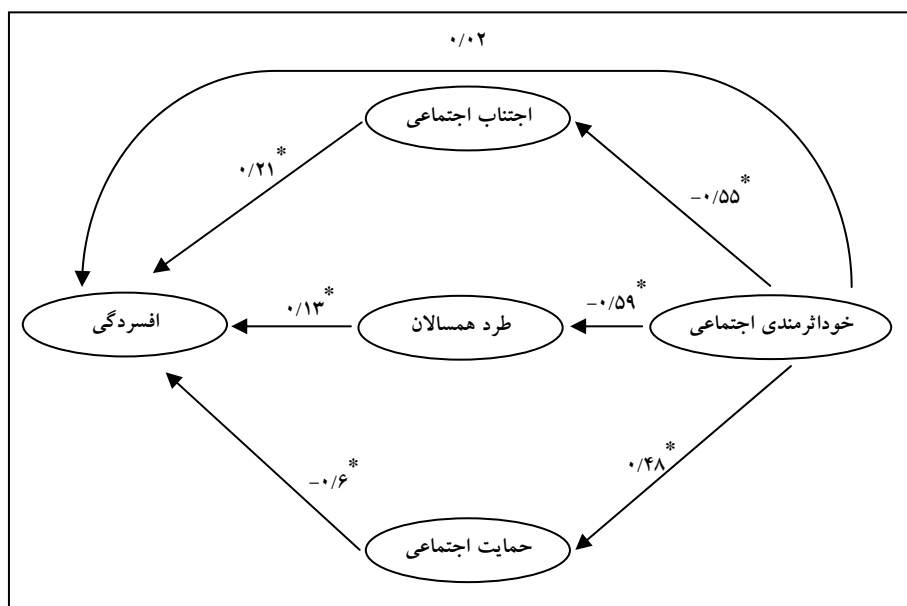 ۰/۰۲
اجتناب اجتماعی
۰/۲۱*
-۰/۵۵*
خوداثرمندی اجتماعی
-۰/۵۹*
طرد همسالان
۰/۱۳*
افسردگی
۰/۴۸*
-۰/۶*
حمایت اجتماعی